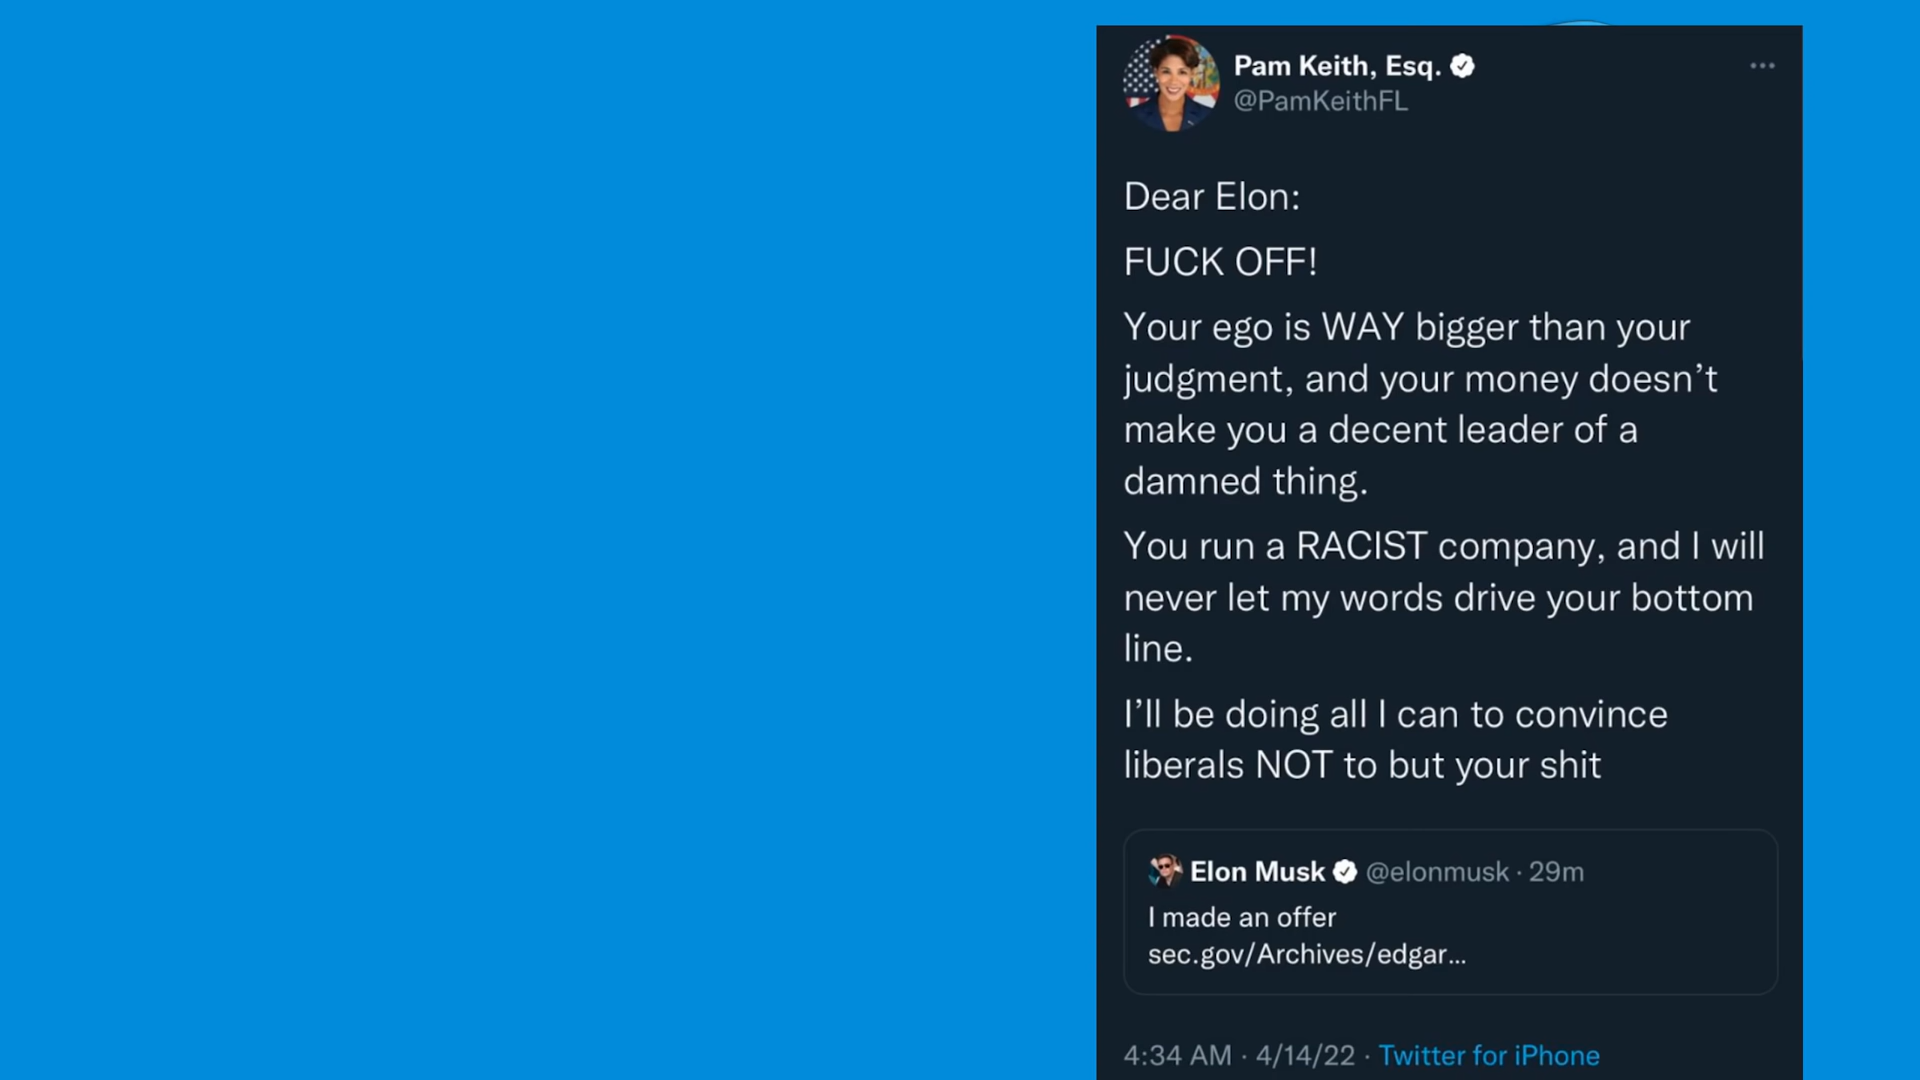 Pam Keith, Esq.
@PamKeithFL
Dear Elon:
FUCK OFF!
Your ego is WAY bigger than your
judgment, and your money doesn’t
make you a decent leader of a
damned thing.
You run a RACIST company, and I will
never let my words drive your bottom
line.
I’ll be doing all I can to convince
liberals NOT to but your shit
Elon Musk @elonmusk · 29m
I made an offer
sec.gov/Archives/edgar...
4:34 AM · 4/14/22 · Twitter for iPhone